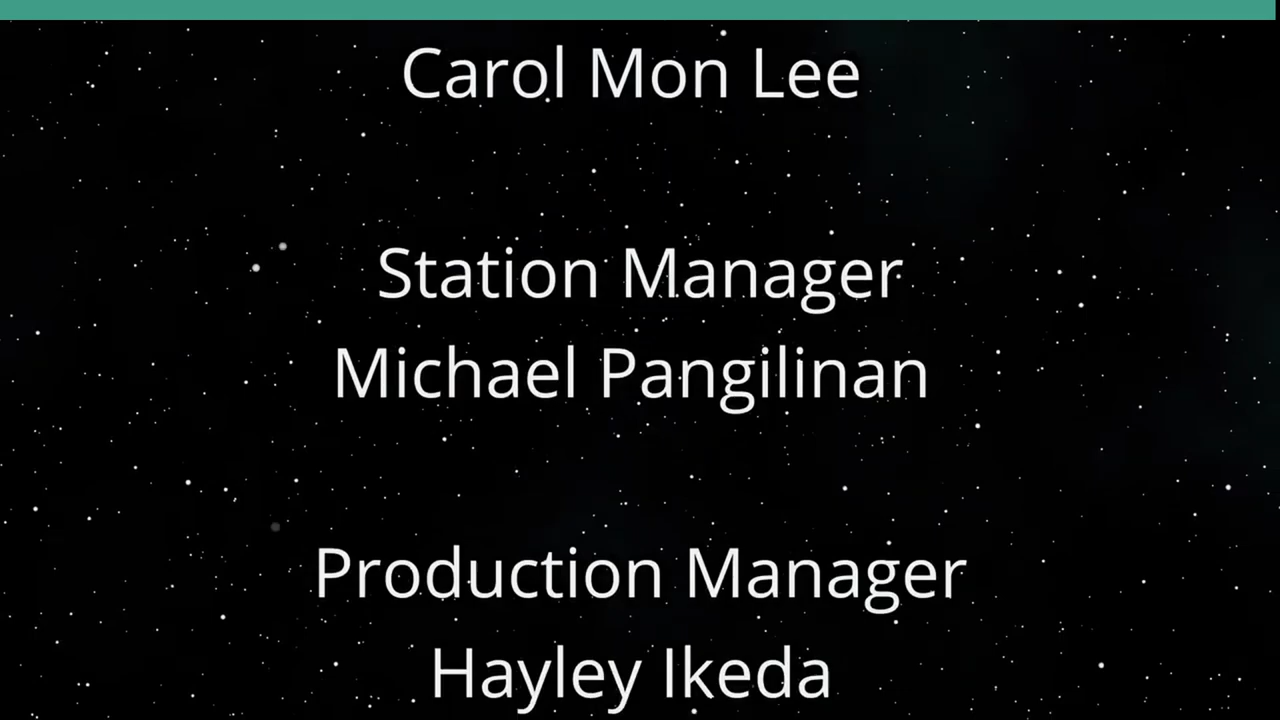 Carol Mon Lee
Station Manager
Michael Pangilinan
Production Manager
Hayley Ikeda